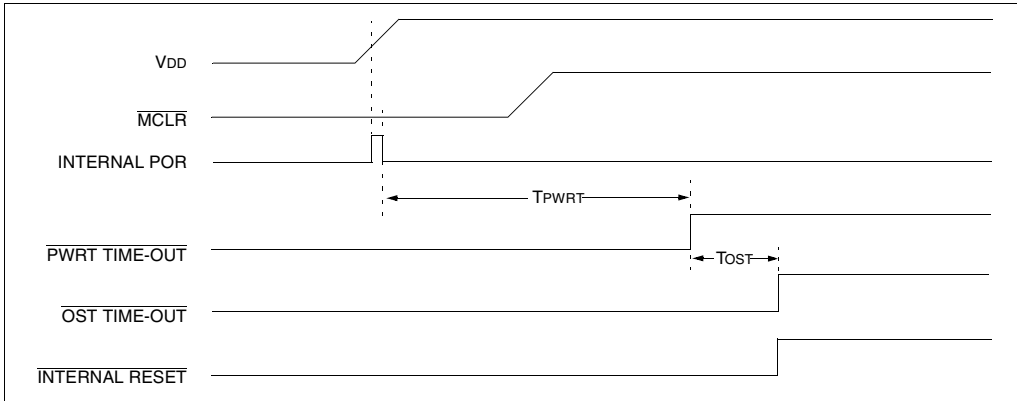 VDD
MCLR
INTERNAL POR
TPWRT
PWRT TIME-OUT
TOST
OST TIME-OUT
INTERNAL RESET